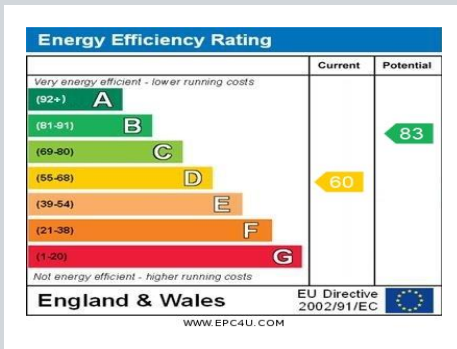 Energy Efficiency Rating
Current Potential
Very energy efficient - lower running costs
(92+) A
(81-91) B
83
(69-80) C
(55-68) D
60
(39-54) E
(21-38) F
(1-20) G
Not energy efficient - higher running costs
England & Wales
EU Directive
2002/91/EC
WWW.EPC4U.COM